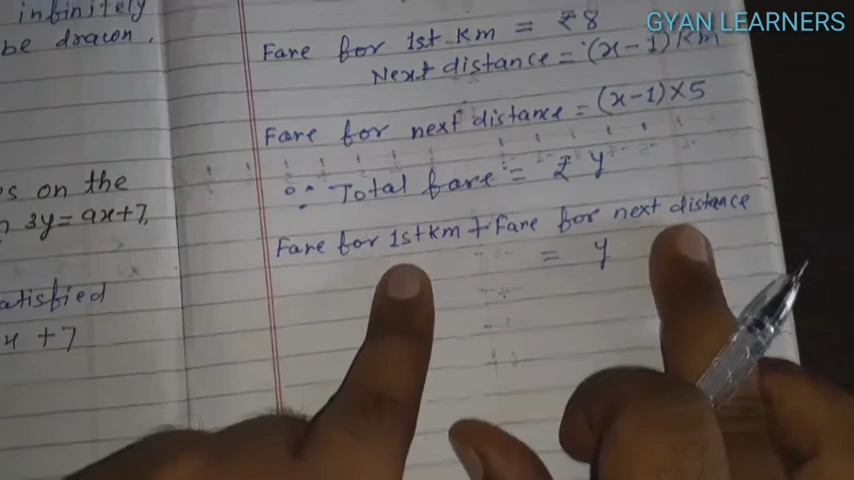 GYAN LEARNERS
infinitely
be drawn.
s on the
3y=ax+7,
atisfied
x +7
Fare for 1st Km = ₹8
Next distance = (x-1) Km
Fare for next distance = (x-1)×5
∴ Total fare = ₹ y
Fare for 1st km + Fare for next distance
= y